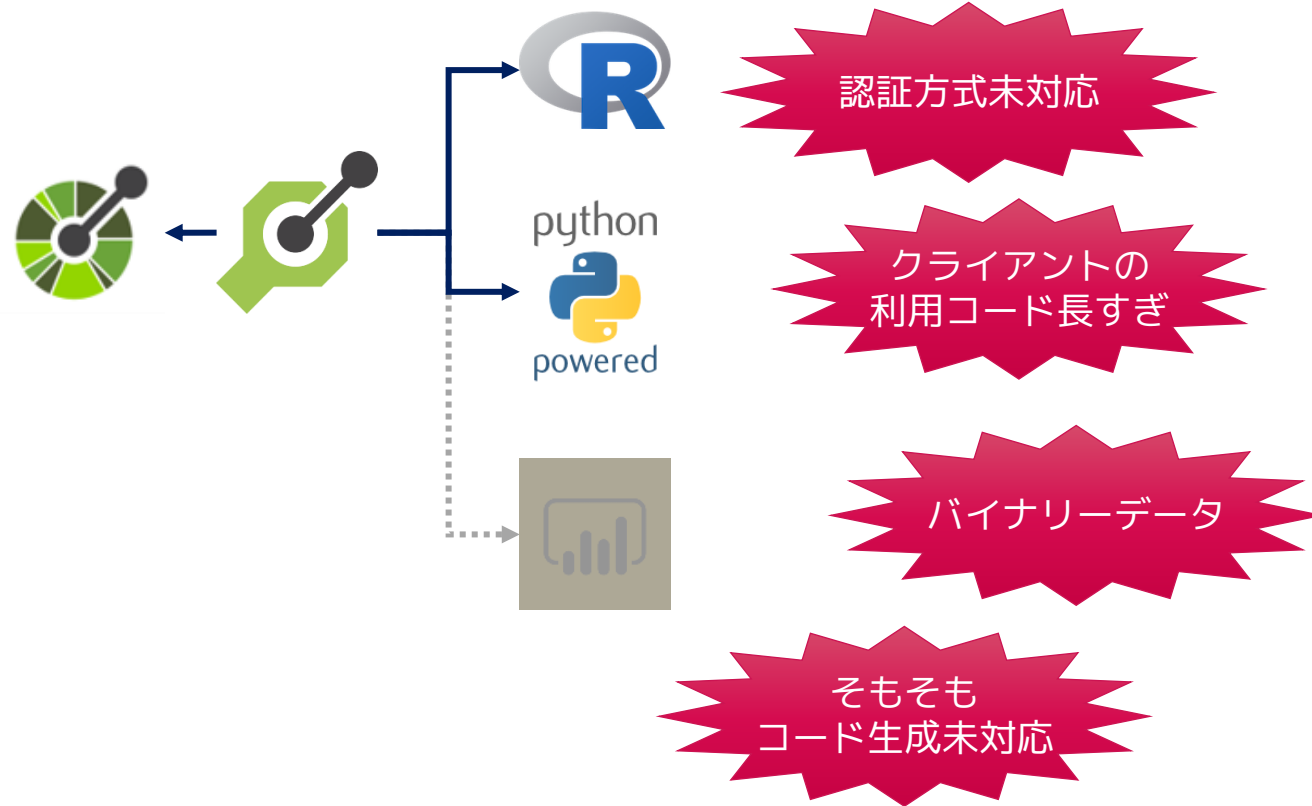 R
認証方式未対応
python
powered
クライアントの
利用コード長すぎ
バイナリーデータ
そもそも
コード生成未対応